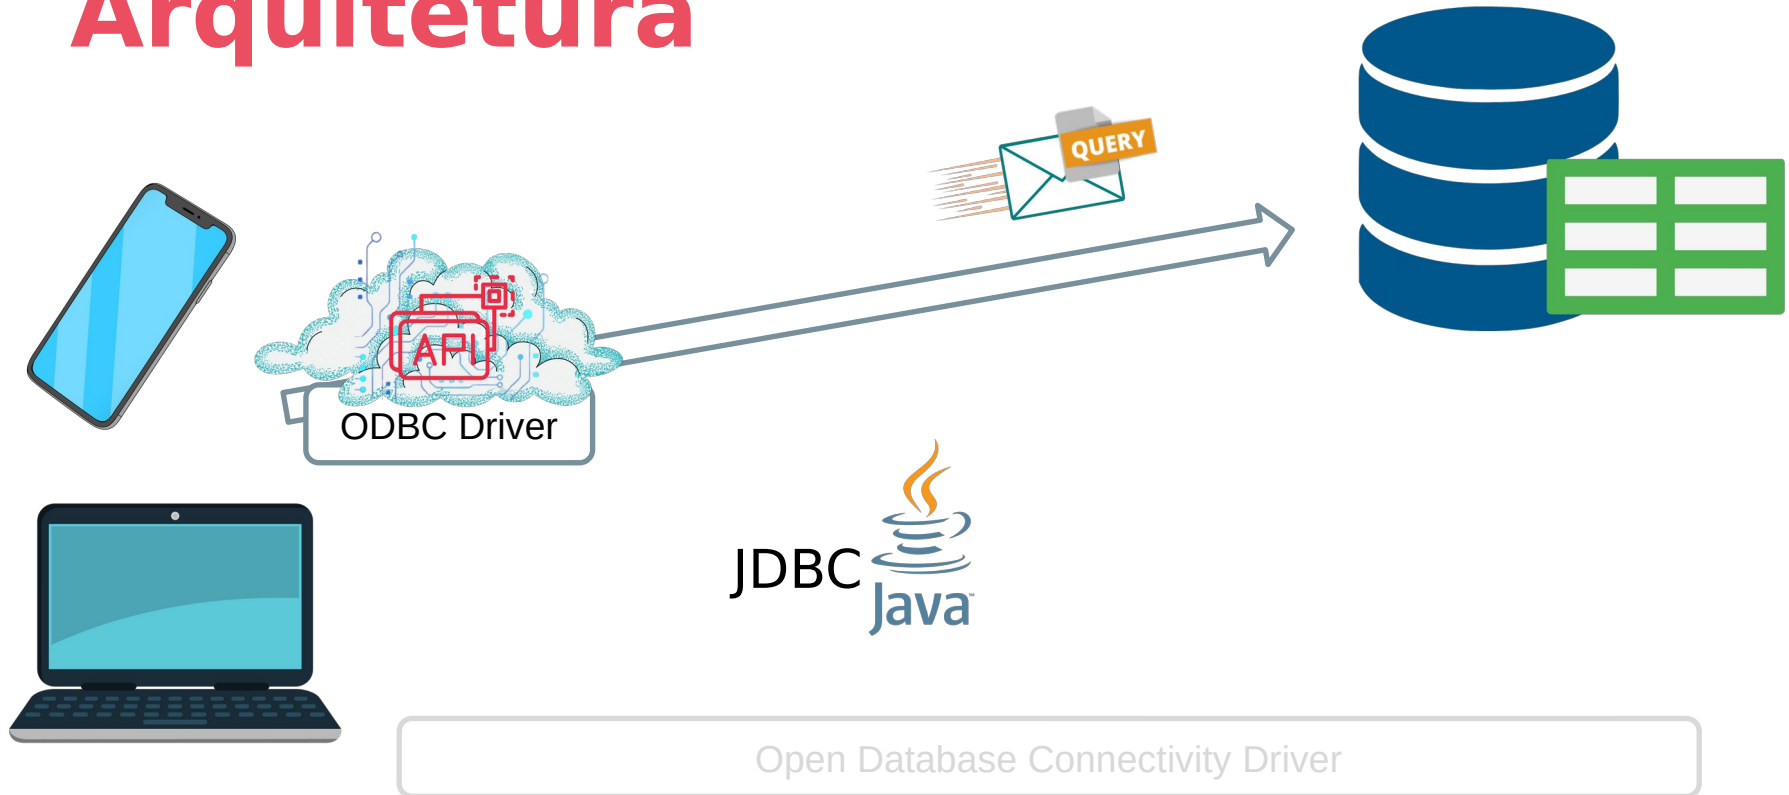 Arquitetura
QUERY
API
ODBC Driver
JDBC
Java
Open Database Connectivity Driver